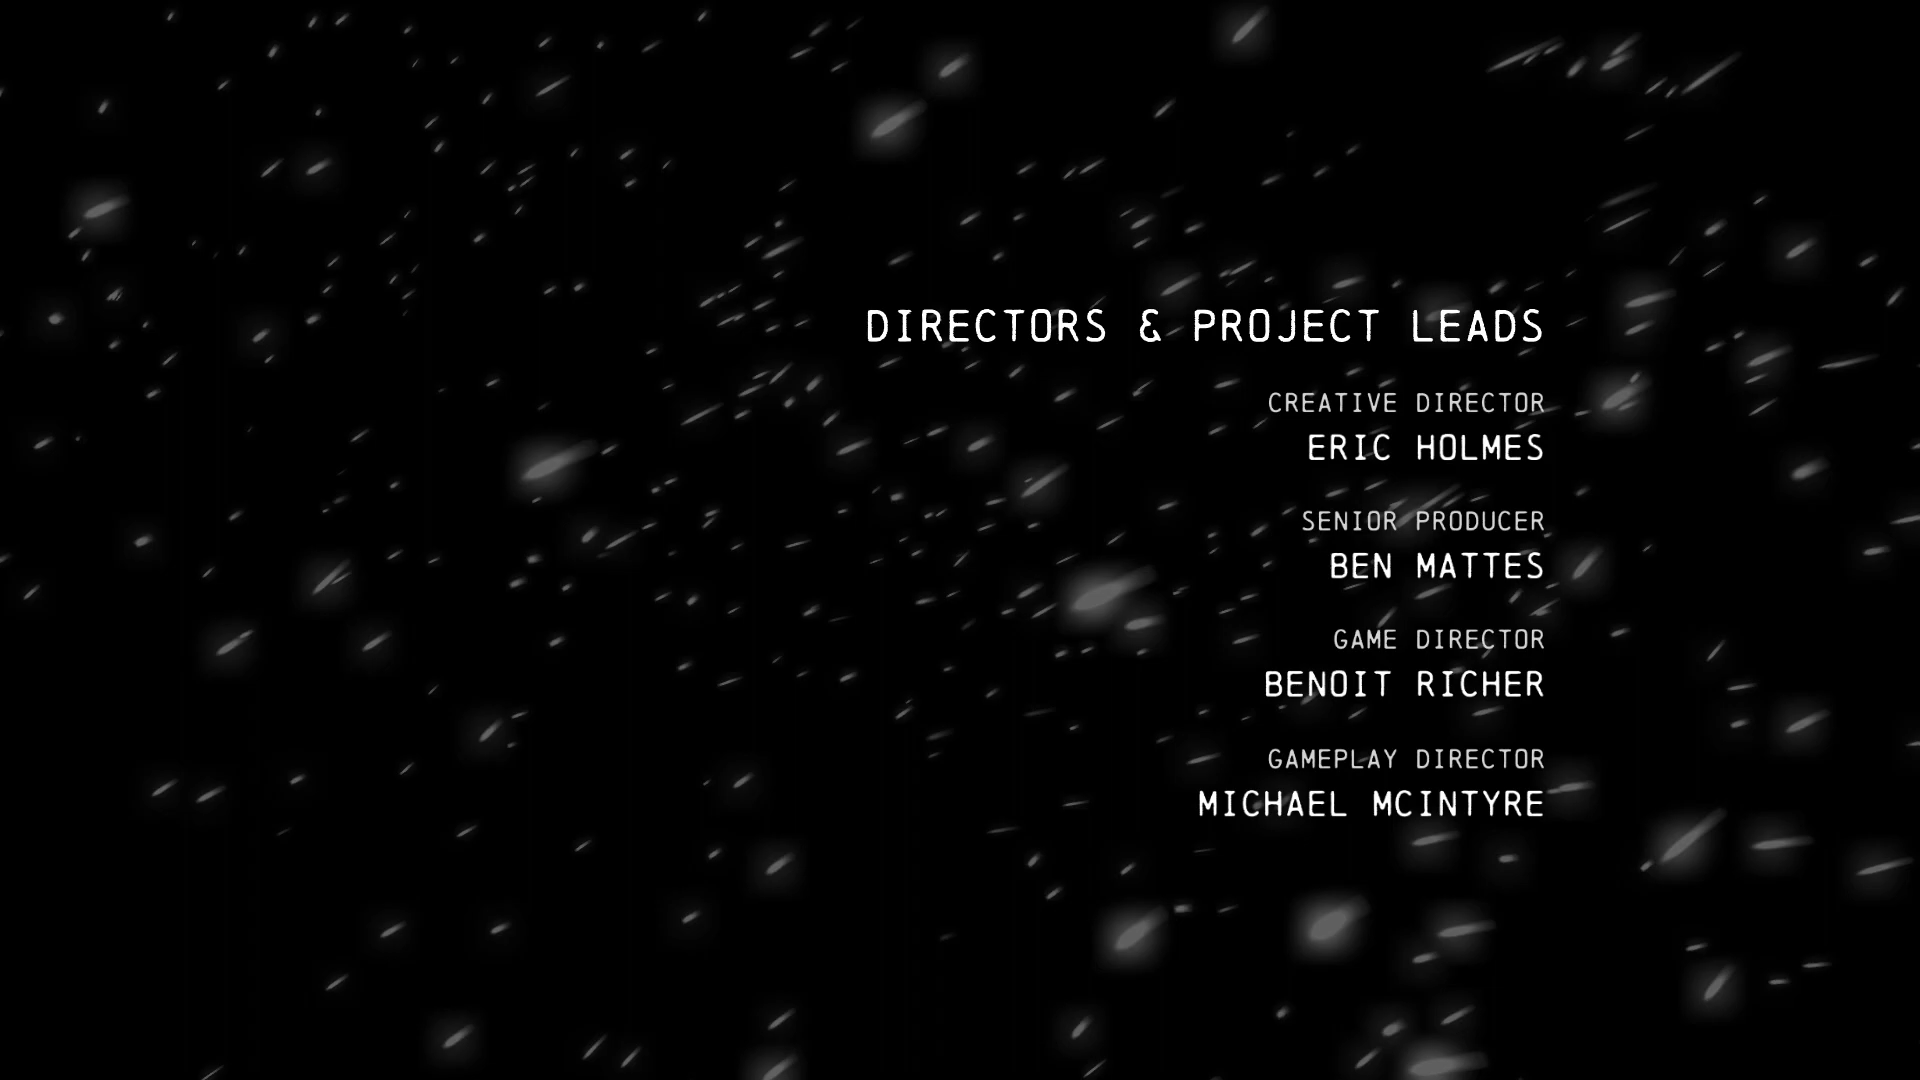 DIRECTORS & PROJECT LEADS
CREATIVE DIRECTOR
ERIC HOLMES
SENIOR PRODUCER
BEN MATTES
GAME DIRECTOR
BENOIT RICHER
GAMEPLAY DIRECTOR
MICHAEL MCINTYRE